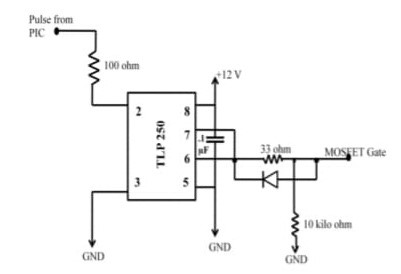 Pulse from
PIC
100 ohm
+12 V
2
8
TLP 250
7
.1
µF
6
33 ohm
MOSFET Gate
3
5
10 kilo ohm
GND
GND
GND